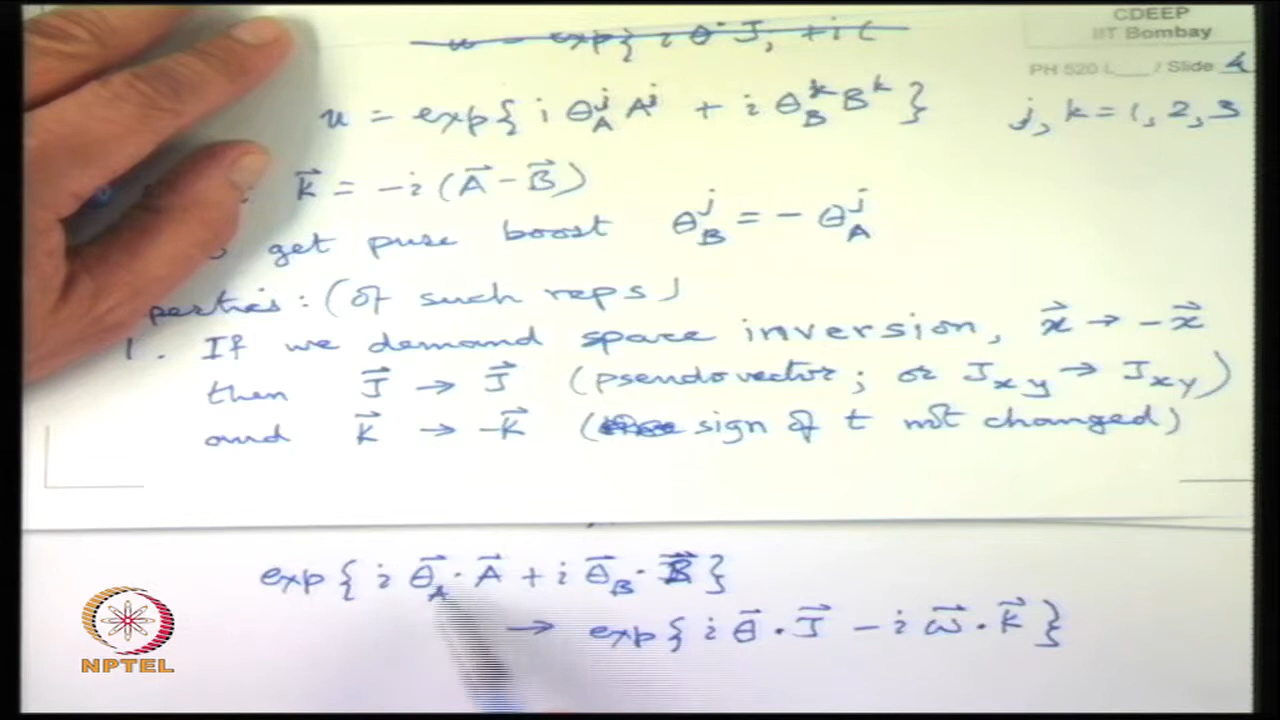 CDEEP
IIT Bombay
PH 520 L___ / Slide 4
u = exp{ i θ_A^j A^j + i θ_B^k B^k } j, k = 1, 2, 3
: K⃗ = -i (A⃗ - B⃗)
get pure boost θ_B^j = - θ_A^j
perties : (of such reps)
1. If we demand space inversion, x⃗ → -x⃗
then J⃗ → J⃗ (pseudovector ; or J_xy → J_xy)
and K⃗ → -K⃗ (sign of t not changed)
exp{ i θ⃗_A · A⃗ + i θ⃗_B · B⃗ }
→ exp{ i θ⃗ · J⃗ - i ω⃗ · K⃗ }
NPTEL